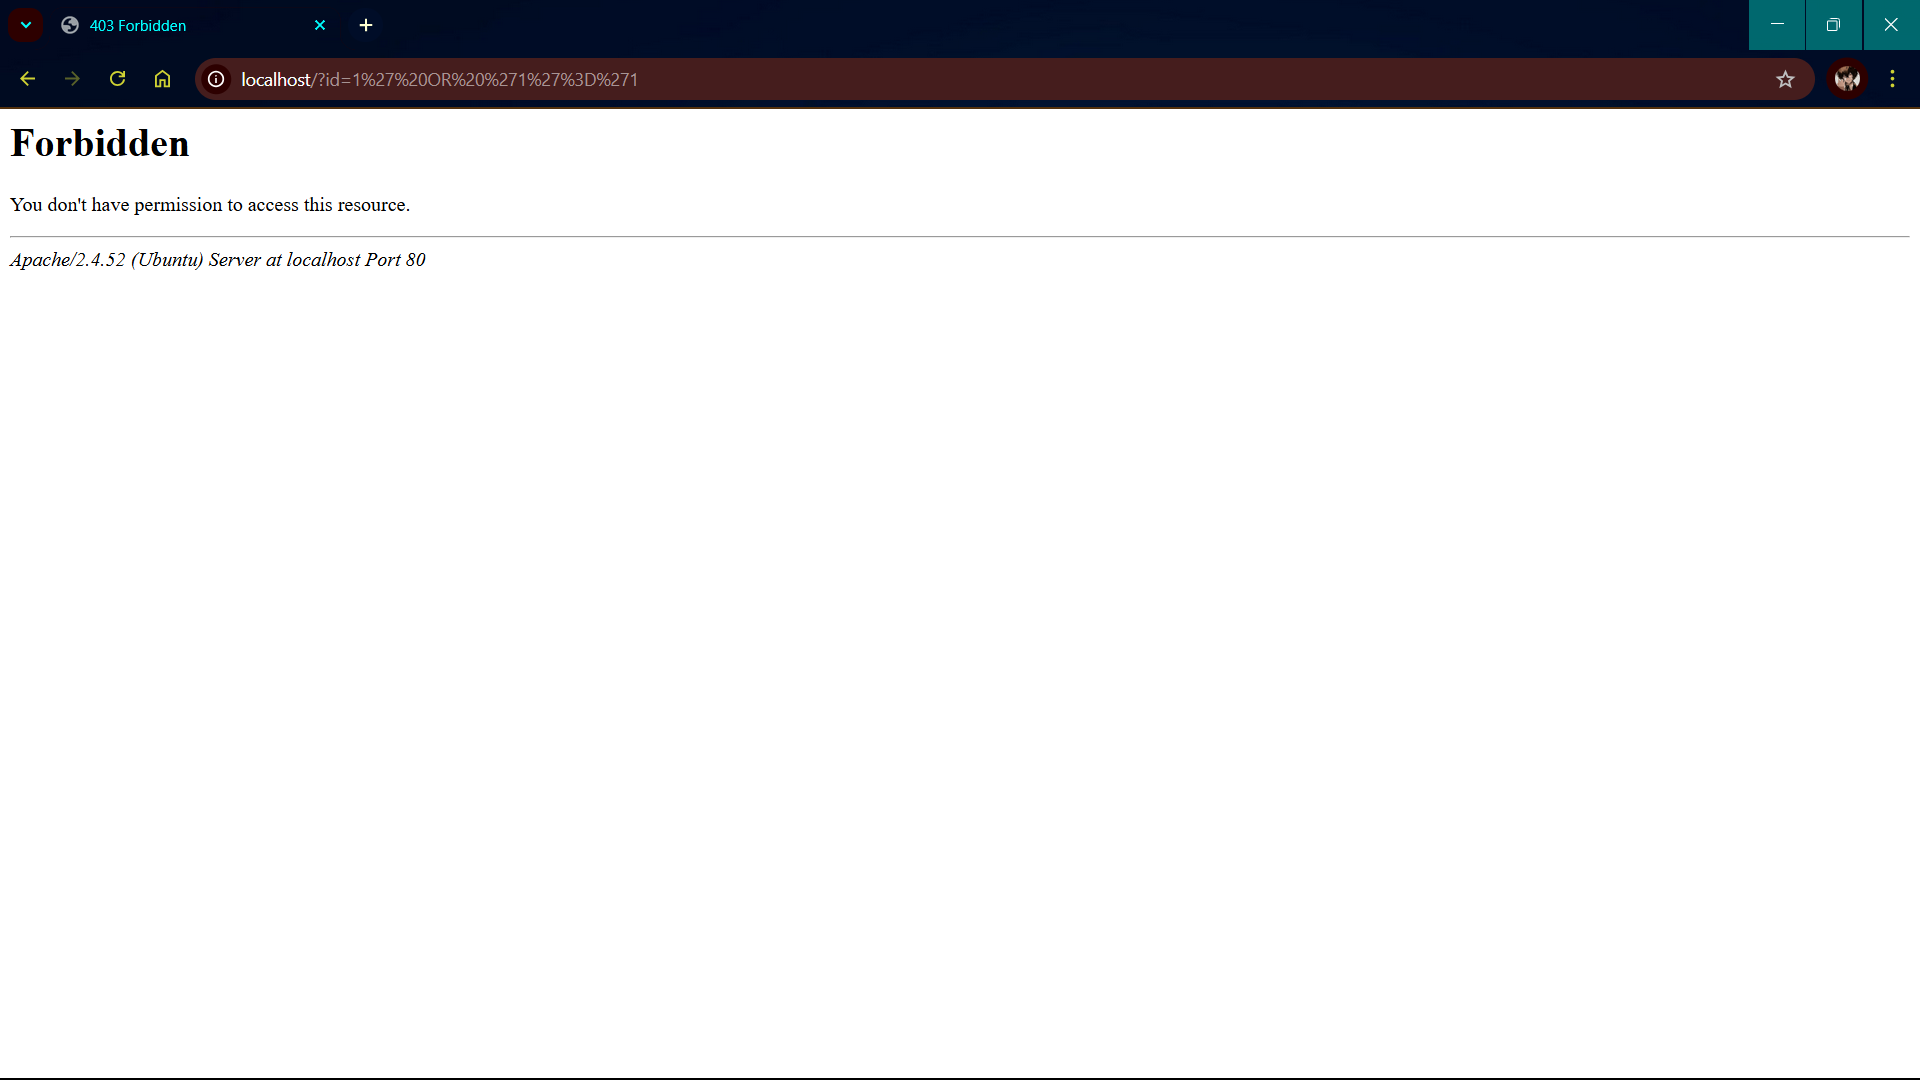 403 Forbidden
localhost/?id=1%27%20OR%20%271%27%3D%271
Forbidden
You don't have permission to access this resource.
Apache/2.4.52 (Ubuntu) Server at localhost Port 80